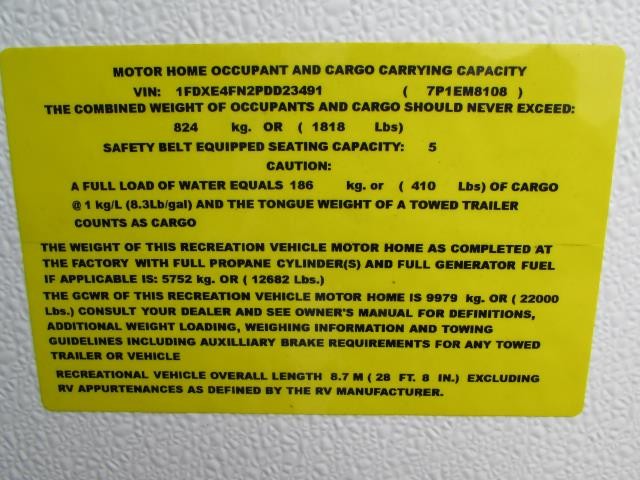 MOTOR HOME OCCUPANT AND CARGO CARRYING CAPACITY
VIN: 1FDXE4FN2PDD23491 ( 7P1EM8108 )
THE COMBINED WEIGHT OF OCCUPANTS AND CARGO SHOULD NEVER EXCEED:
824 kg. OR ( 1818 Lbs)
SAFETY BELT EQUIPPED SEATING CAPACITY: 5
CAUTION:
A FULL LOAD OF WATER EQUALS 186 kg. or ( 410 Lbs) OF CARGO
@ 1 kg/L (8.3Lb/gal) AND THE TONGUE WEIGHT OF A TOWED TRAILER
COUNTS AS CARGO
THE WEIGHT OF THIS RECREATION VEHICLE MOTOR HOME AS COMPLETED AT
THE FACTORY WITH FULL PROPANE CYLINDER(S) AND FULL GENERATOR FUEL
IF APPLICABLE IS: 5752 kg. OR ( 12682 Lbs.)
THE GCWR OF THIS RECREATION VEHICLE MOTOR HOME IS 9979 kg. OR ( 22000
Lbs.) CONSULT YOUR DEALER AND SEE OWNER'S MANUAL FOR DEFINITIONS,
ADDITIONAL WEIGHT LOADING, WEIGHING INFORMATION AND TOWING
GUIDELINES INCLUDING AUXILLIARY BRAKE REQUIREMENTS FOR ANY TOWED
TRAILER OR VEHICLE
RECREATIONAL VEHICLE OVERALL LENGTH 8.7 M ( 28 FT. 8 IN.) EXCLUDING
RV APPURTENANCES AS DEFINED BY THE RV MANUFACTURER.